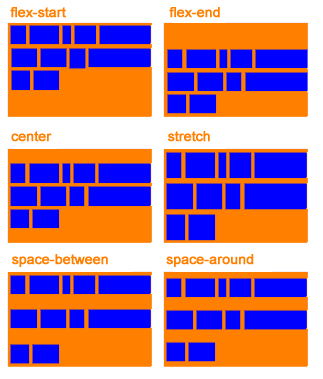 flex-start
flex-end
center
stretch
space-between
space-around